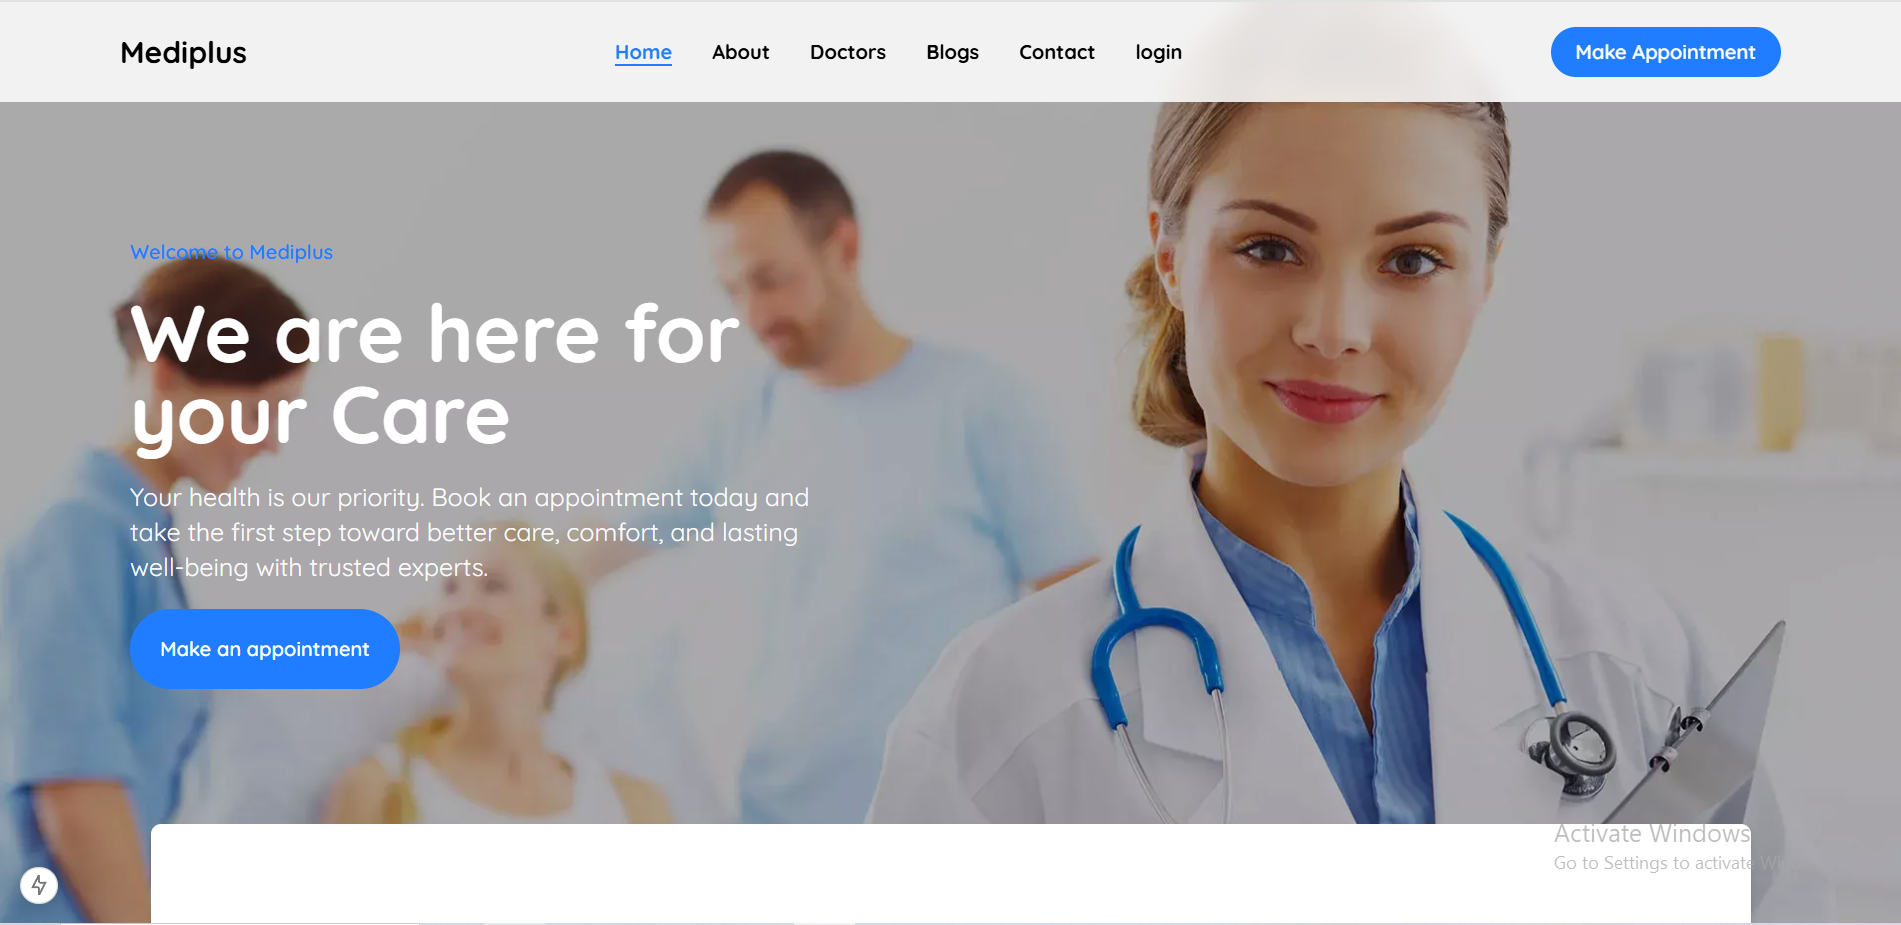 Mediplus
Home About Doctors Blogs Contact login
Make Appointment
Welcome to Mediplus
We are here for
your Care
Your health is our priority. Book an appointment today and
take the first step toward better care, comfort, and lasting
well-being with trusted experts.
Make an appointment
Activate Windows
Go to Settings to activate